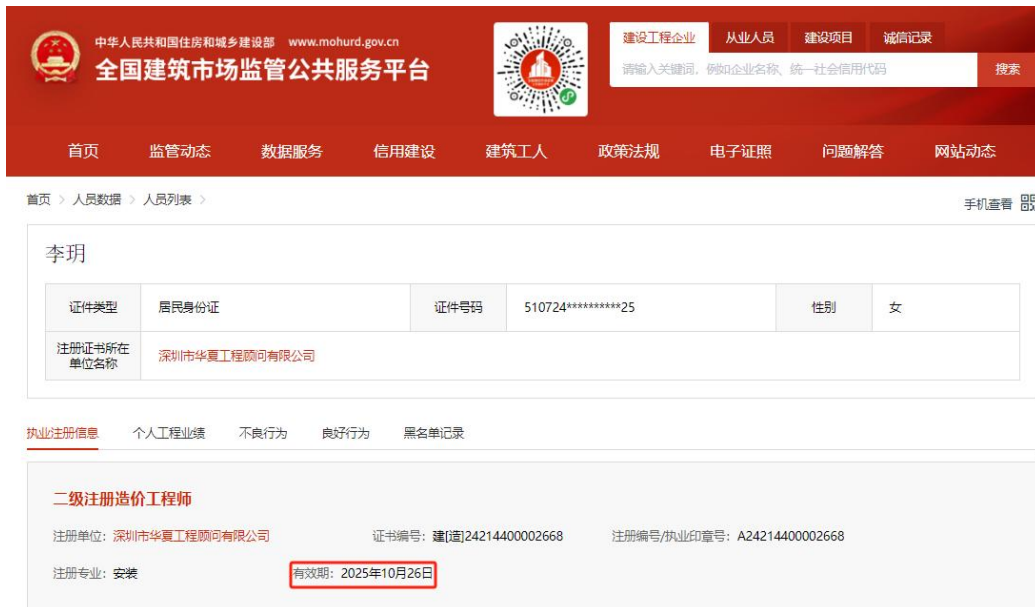 中华人民共和国住房和城乡建设部 www.mohurd.gov.cn
全国建筑市场监管公共服务平台
建设工程企业 从业人员 建设项目 诚信记录
请输入关键词，例如企业名称、统一社会信用代码 搜索
首页 监管动态 数据服务 信用建设 建筑工人 政策法规 电子证照 问题解答 网站动态
首页 > 人员数据 > 人员列表 >
手机查看
李玥
证件类型 居民身份证 证件号码 510724**********25 性别 女
注册证书所在单位名称 深圳市华夏工程顾问有限公司
执业注册信息 个人工程业绩 不良行为 良好行为 黑名单记录
二级注册造价工程师
注册单位：深圳市华夏工程顾问有限公司 证书编号：建[造]24214400002668 注册编号/执业印章号：A24214400002668
注册专业：安装 有效期：2025年10月26日